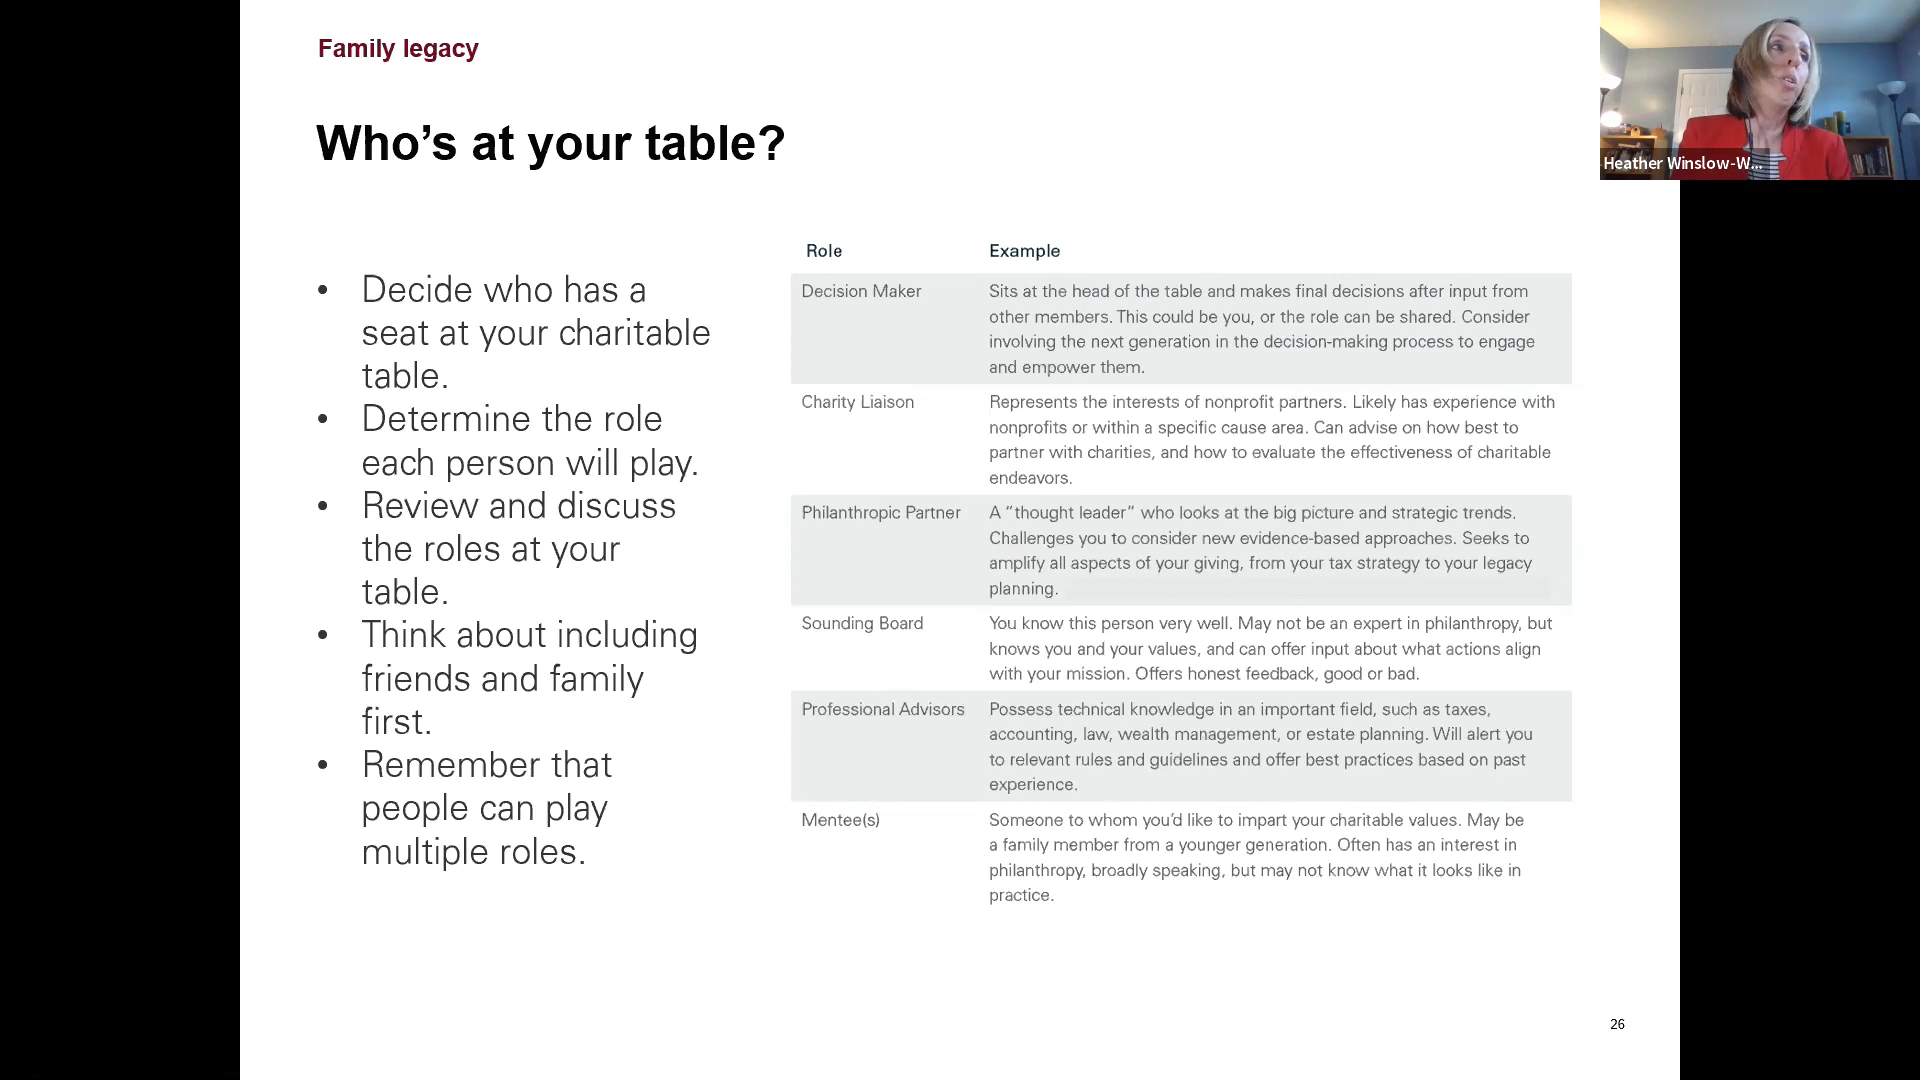 Family legacy
Who's at your table?
• Decide who has a
seat at your charitable
table.
• Determine the role
each person will play.
• Review and discuss
the roles at your
table.
• Think about including
friends and family
first.
• Remember that
people can play
multiple roles.
Role Example
Decision Maker Sits at the head of the table and makes final decisions after input from
other members. This could be you, or the role can be shared. Consider
involving the next generation in the decision-making process to engage
and empower them.
Charity Liaison Represents the interests of nonprofit partners. Likely has experience with
nonprofits or within a specific cause area. Can advise on how best to
partner with charities, and how to evaluate the effectiveness of charitable
endeavors.
Philanthropic Partner A “thought leader” who looks at the big picture and strategic trends.
Challenges you to consider new evidence-based approaches. Seeks to
amplify all aspects of your giving, from your tax strategy to your legacy
planning.
Sounding Board You know this person very well. May not be an expert in philanthropy, but
knows you and your values, and can offer input about what actions align
with your mission. Offers honest feedback, good or bad.
Professional Advisors Possess technical knowledge in an important field, such as taxes,
accounting, law, wealth management, or estate planning. Will alert you
to relevant rules and guidelines and offer best practices based on past
experience.
Mentee(s) Someone to whom you'd like to impart your charitable values. May be
a family member from a younger generation. Often has an interest in
philanthropy, broadly speaking, but may not know what it looks like in
practice.
Heather Winslow-W...
26